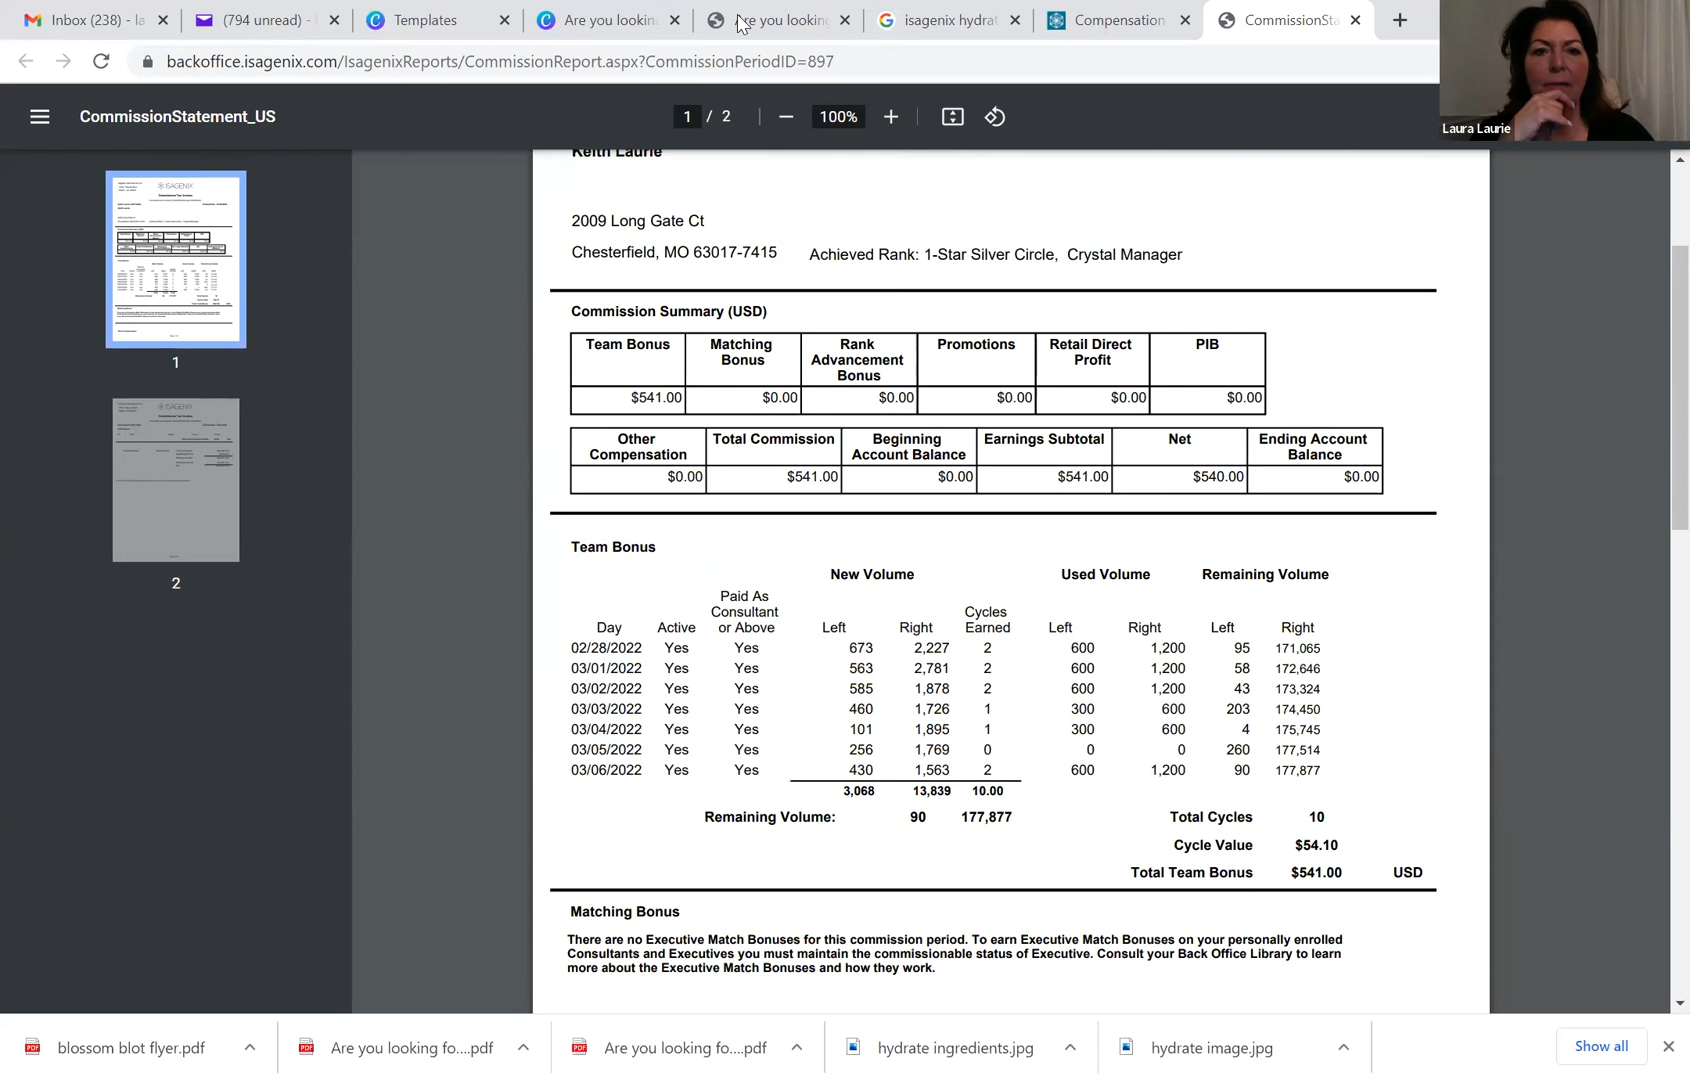 Inbox (238) - la
(794 unread) -
Templates
Are you lookin
Are you looking
isagenix hydrat
Compensation
CommissionSta
backoffice.isagenix.com/IsagenixReports/CommissionReport.aspx?CommissionPeriodID=897
CommissionStatement_US
1 / 2
100%
Laura Laurie
Keith Laurie
2009 Long Gate Ct
Chesterfield, MO 63017-7415
Achieved Rank: 1-Star Silver Circle, Crystal Manager
Commission Summary (USD)
Team Bonus Matching Bonus Rank Advancement Bonus Promotions Retail Direct Profit PIB
$541.00 $0.00 $0.00 $0.00 $0.00 $0.00
Other Compensation Total Commission Beginning Account Balance Earnings Subtotal Net Ending Account Balance
$0.00 $541.00 $0.00 $541.00 $540.00 $0.00
Team Bonus
New Volume Used Volume Remaining Volume
Day Active Paid As Consultant or Above Left Right Cycles Earned Left Right Left Right
02/28/2022 Yes Yes 673 2,227 2 600 1,200 95 171,065
03/01/2022 Yes Yes 563 2,781 2 600 1,200 58 172,646
03/02/2022 Yes Yes 585 1,878 2 600 1,200 43 173,324
03/03/2022 Yes Yes 460 1,726 1 300 600 203 174,450
03/04/2022 Yes Yes 101 1,895 1 300 600 4 175,745
03/05/2022 Yes Yes 256 1,769 0 0 0 260 177,514
03/06/2022 Yes Yes 430 1,563 2 600 1,200 90 177,877
3,068 13,839 10.00
Remaining Volume: 90 177,877
Total Cycles 10
Cycle Value $54.10
Total Team Bonus $541.00 USD
Matching Bonus
There are no Executive Match Bonuses for this commission period. To earn Executive Match Bonuses on your personally enrolled
Consultants and Executives you must maintain the commissionable status of Executive. Consult your Back Office Library to learn
more about the Executive Match Bonuses and how they work.
ISAGENIX
1
ISAGENIX
2
blossom blot flyer.pdf
Are you looking fo....pdf
Are you looking fo....pdf
hydrate ingredients.jpg
hydrate image.jpg
Show all